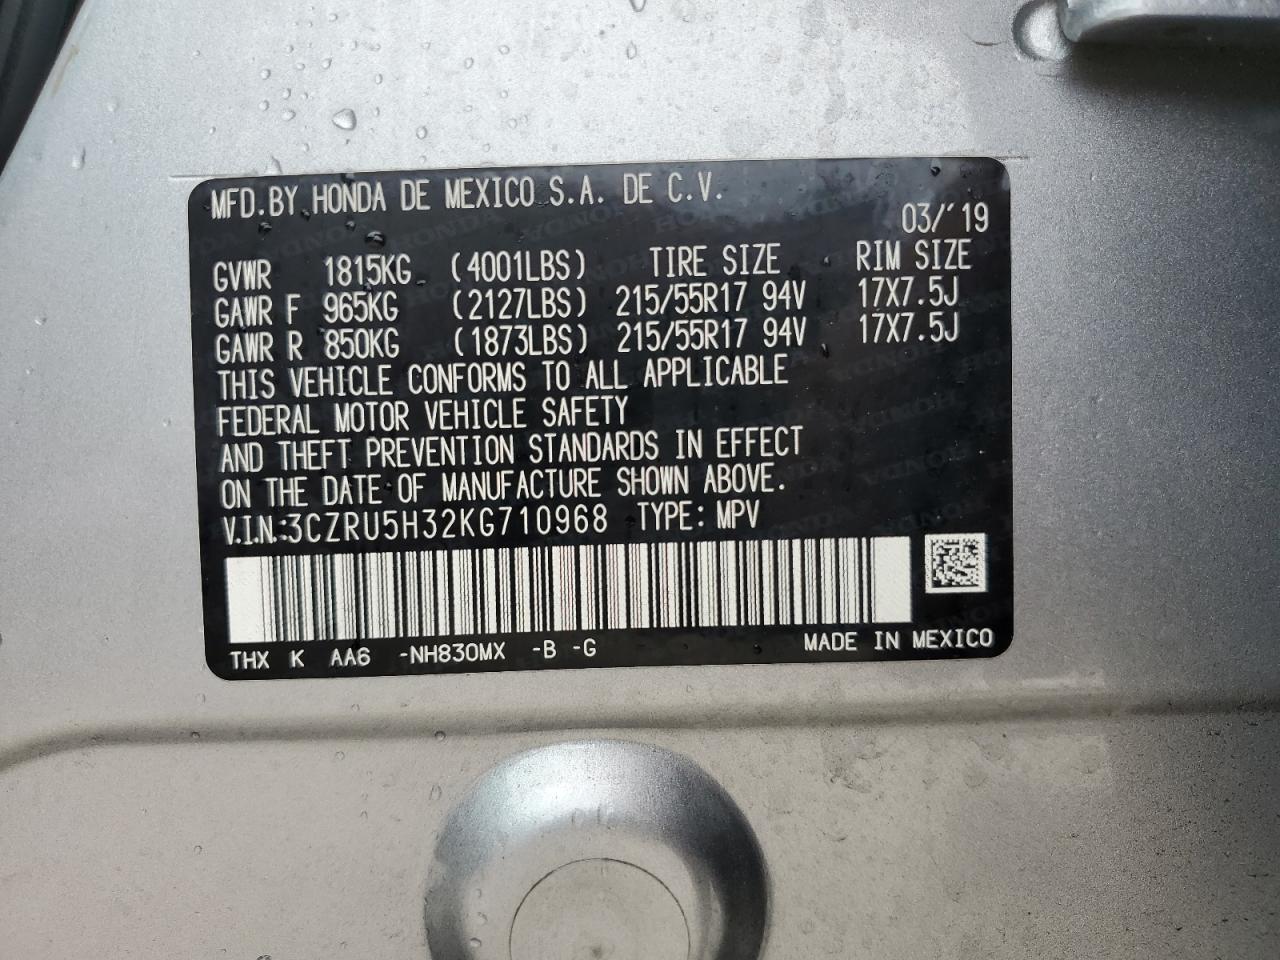 MFD.BY HONDA DE MEXICO S.A. DE C.V.
03/'19
GVWR 1815KG (4001LBS) TIRE SIZE RIM SIZE
GAWR F 965KG (2127LBS) 215/55R17 94V 17X7.5J
GAWR R 850KG (1873LBS) 215/55R17 94V 17X7.5J
THIS VEHICLE CONFORMS TO ALL APPLICABLE
FEDERAL MOTOR VEHICLE SAFETY
AND THEFT PREVENTION STANDARDS IN EFFECT
ON THE DATE OF MANUFACTURE SHOWN ABOVE.
V.I.N.:3CZRU5H32KG710968 TYPE: MPV
THX K AA6 -NH830MX -B -G MADE IN MEXICO